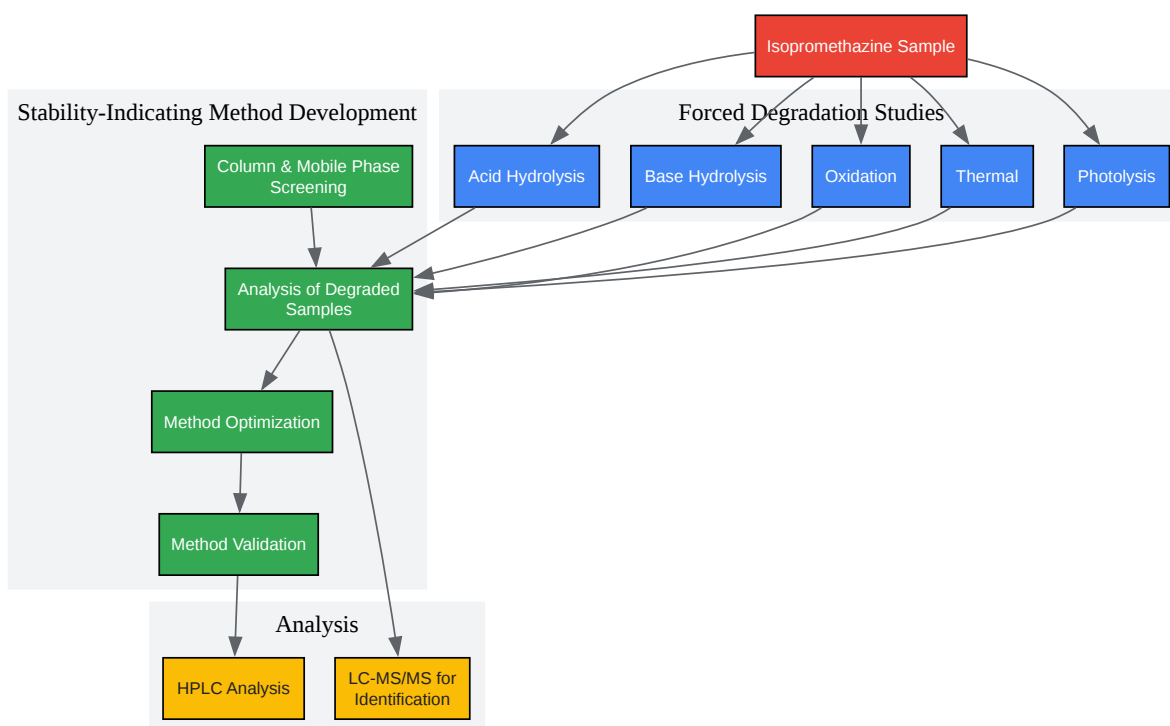 Isopromethazine Sample
Stability-Indicating Method Development
Forced Degradation Studies
Column & Mobile Phase
Screening
Acid Hydrolysis
Base Hydrolysis
Oxidation
Thermal
Photolysis
Analysis of Degraded
Samples
Method Optimization
Method Validation
Analysis
HPLC Analysis
LC-MS/MS for
Identification